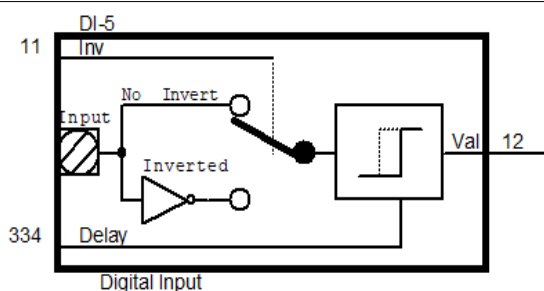 DI-5
11 Inv
No Invert
Input
Val 12
Inverted
334 Delay
Digital Input